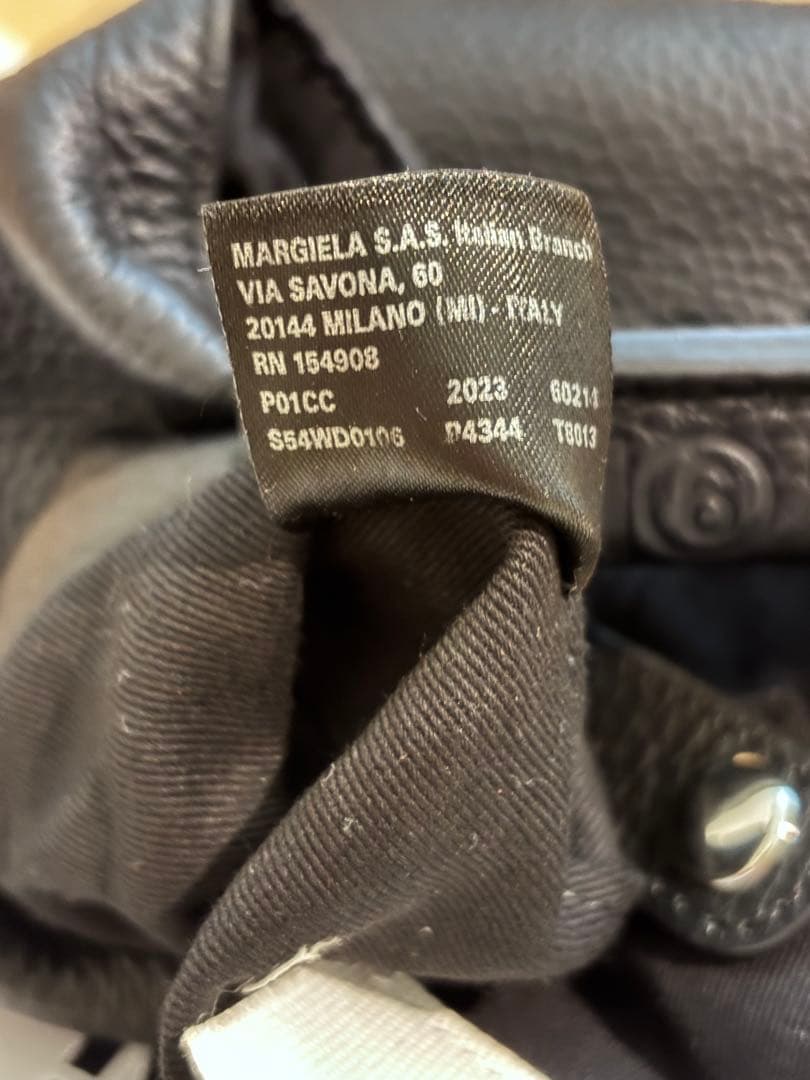 MARGIELA S.A.S. Italian Branch
VIA SAVONA, 60
20144 MILANO (MI) - ITALY
RN 154908
P01CC 2023 60214
S54WD0106 P4344 T8013